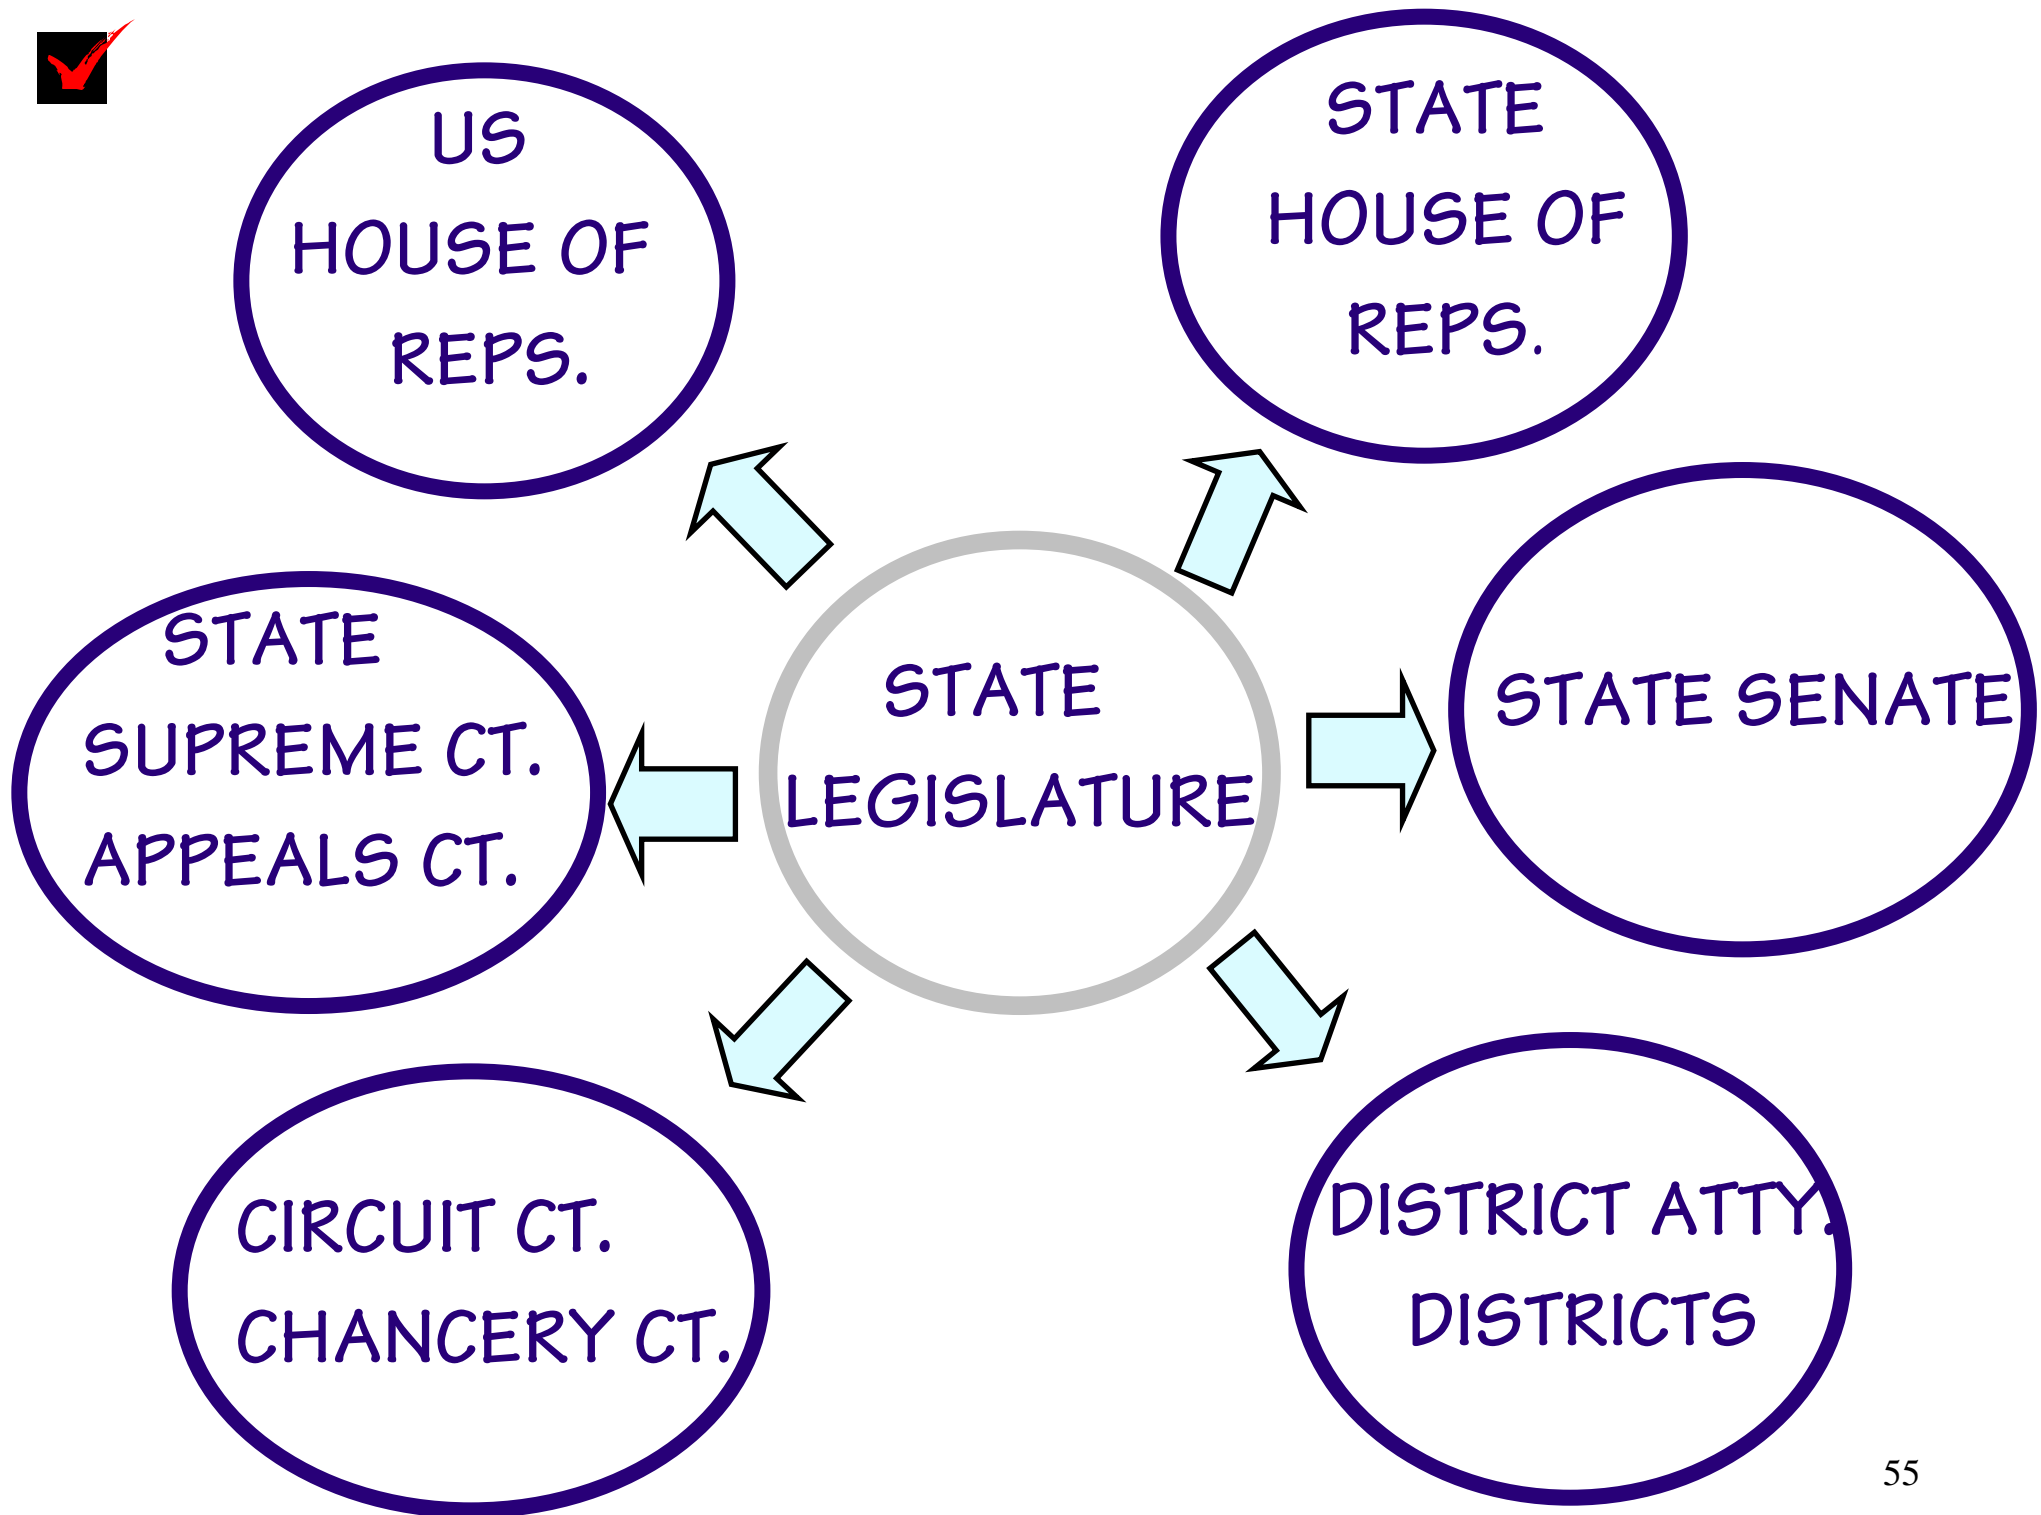 US
HOUSE OF
REPS.
STATE
HOUSE OF
REPS.
STATE
SUPREME CT.
APPEALS CT.
STATE
LEGISLATURE
STATE SENATE
CIRCUIT CT.
CHANCERY CT.
DISTRICT ATTY.
DISTRICTS
55